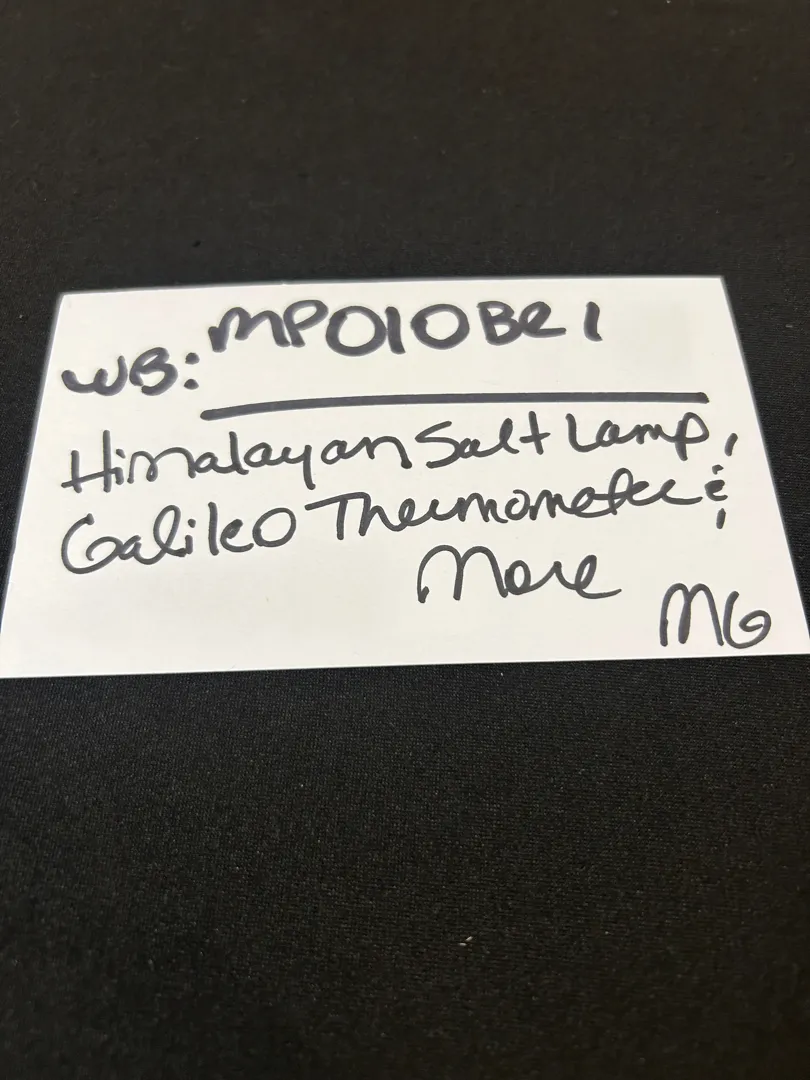 WB: MP010BR1
Himalayan Salt Lamp,
Galileo Thermometer &
More
MG